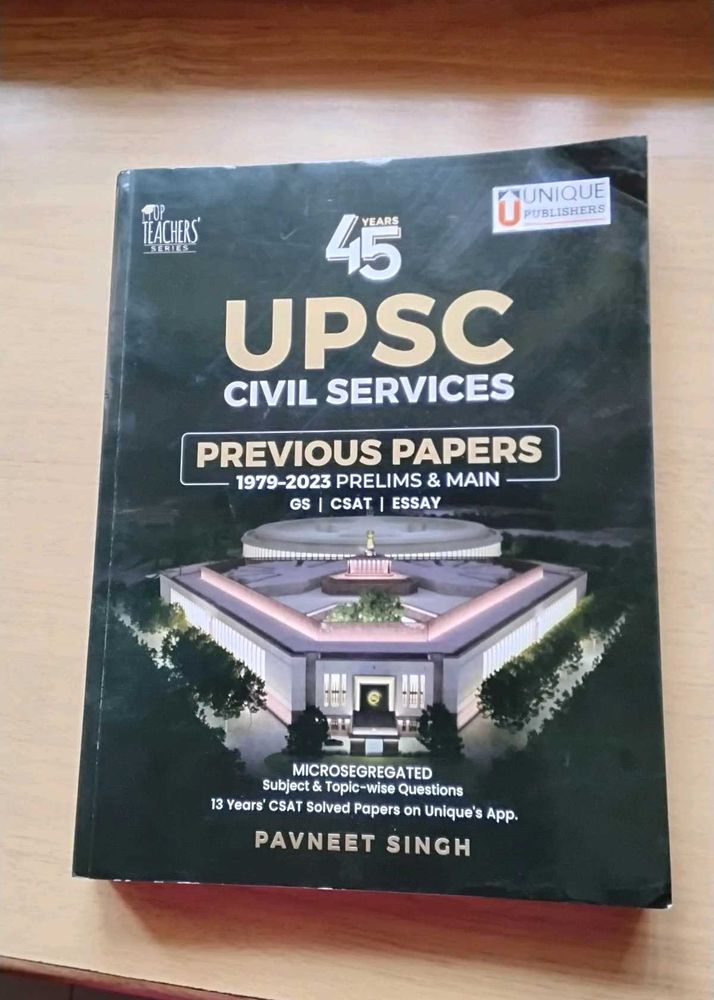 TOP
TEACHERS'
SERIES
UNIQUE
PUBLISHERS
45 YEARS
UPSC
CIVIL SERVICES
PREVIOUS PAPERS
1979-2023 PRELIMS & MAIN
GS | CSAT | ESSAY
MICROSEGREGATED
Subject & Topic-wise Questions
13 Years' CSAT Solved Papers on Unique's App.
PAVNEET SINGH